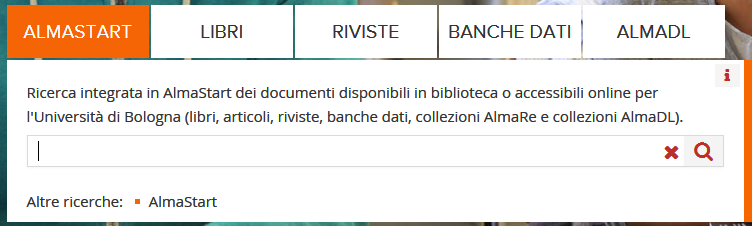 ALMASTART LIBRI RIVISTE BANCHE DATI ALMADL
i
Ricerca integrata in AlmaStart dei documenti disponibili in biblioteca o accessibili online per
l'Università di Bologna (libri, articoli, riviste, banche dati, collezioni AlmaRe e collezioni AlmaDL).
Altre ricerche: AlmaStart